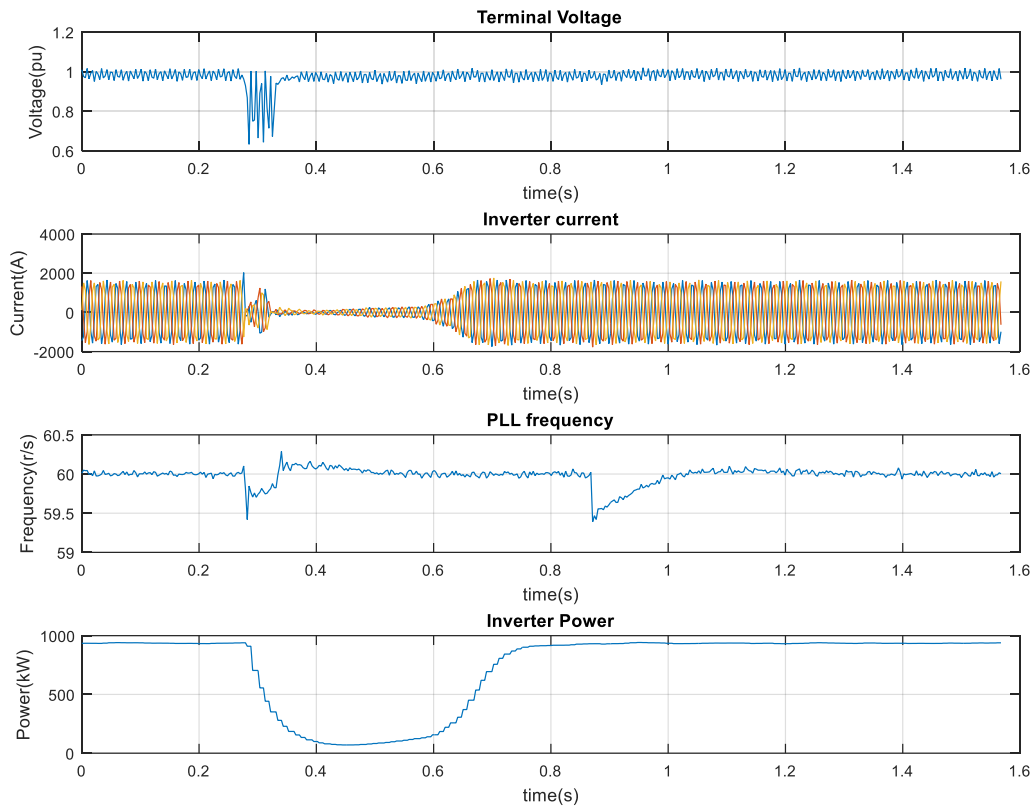 Terminal Voltage
Voltage(pu)
1.2
1
0.8
0.6
0 0.2 0.4 0.6 0.8 1 1.2 1.4 1.6
time(s)
Inverter current
Current(A)
4000
2000
0
-2000
0 0.2 0.4 0.6 0.8 1 1.2 1.4 1.6
time(s)
PLL frequency
Frequency(r/s)
60.5
60
59.5
59
0 0.2 0.4 0.6 0.8 1 1.2 1.4 1.6
time(s)
Inverter Power
Power(kW)
1000
500
0
0 0.2 0.4 0.6 0.8 1 1.2 1.4 1.6
time(s)